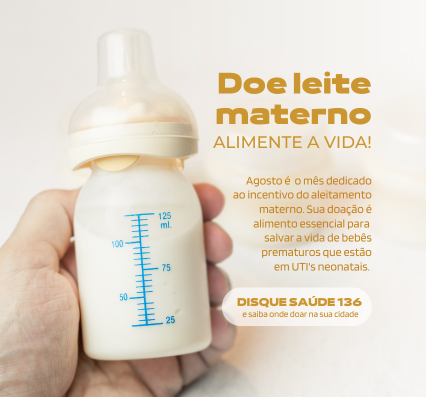 Doe leite
materno
ALIMENTE A VIDA!
Agosto é o mês dedicado
ao incentivo do aleitamento
materno. Sua doação é
alimento essencial para
salvar a vida de bebês
prematuros que estão
em UTI's neonatais.
DISQUE SAÚDE 136
e saiba onde doar na sua cidade
125
ml.
100
75
50
25